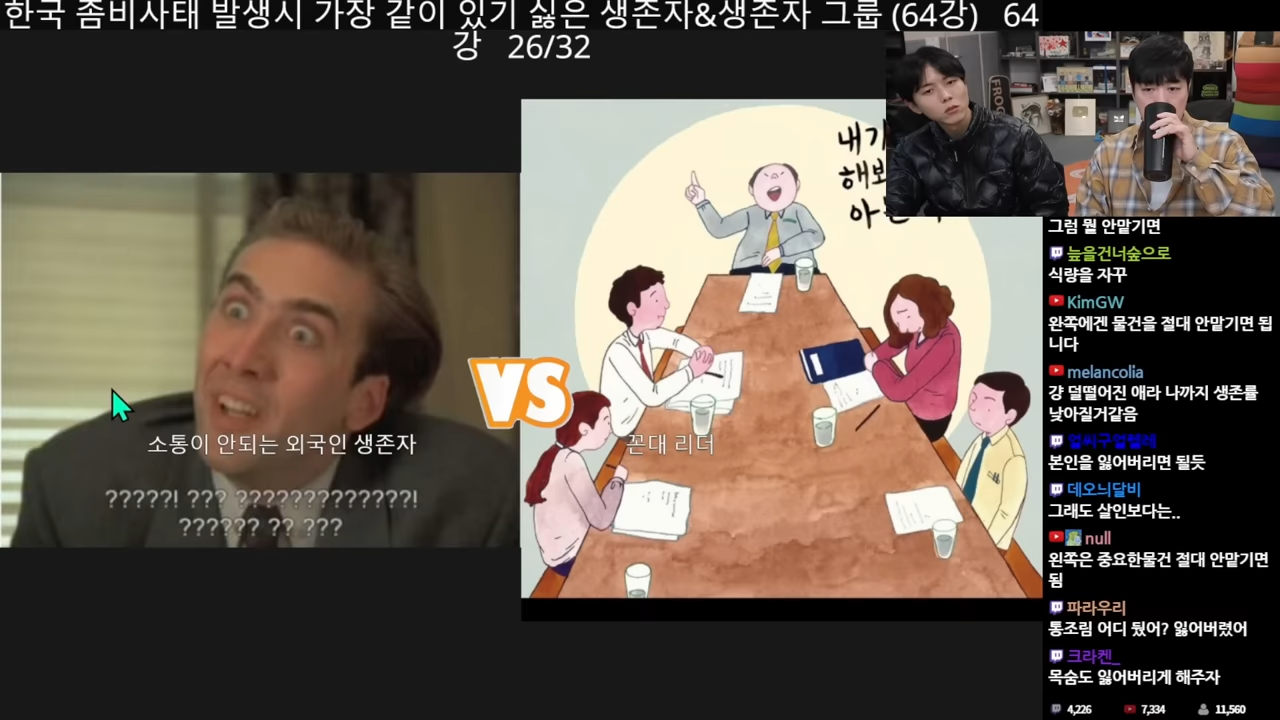 한국 좀비사태 발생시 가장 같이 있기 싫은 생존자&생존자 그룹 (64강) 64
강 26/32
내기
해보
VS
소통이 안되는 외국인 생존자
?????! ??? ?????????????!
?????? ?? ???
꼰대 리더
FROG
그럼 뭘 안맡기면
늪을건너숲으로
식량을 자꾸
KimGW
왼쪽에겐 물건을 절대 안맡기면 됩
니다
melancolia
걍 덜떨어진 애라 나까지 생존률
낮아질거같음
얼씨구얼렐레
본인을 잃어버리면 될듯
데오늬달비
그래도 살인보다는..
null
왼쪽은 중요한물건 절대 안맡기면
됨
파라우리
통조림 어디 뒀어? 잃어버렸어
크라켄_
목숨도 잃어버리게 해주자
4,226 7,334 11,560